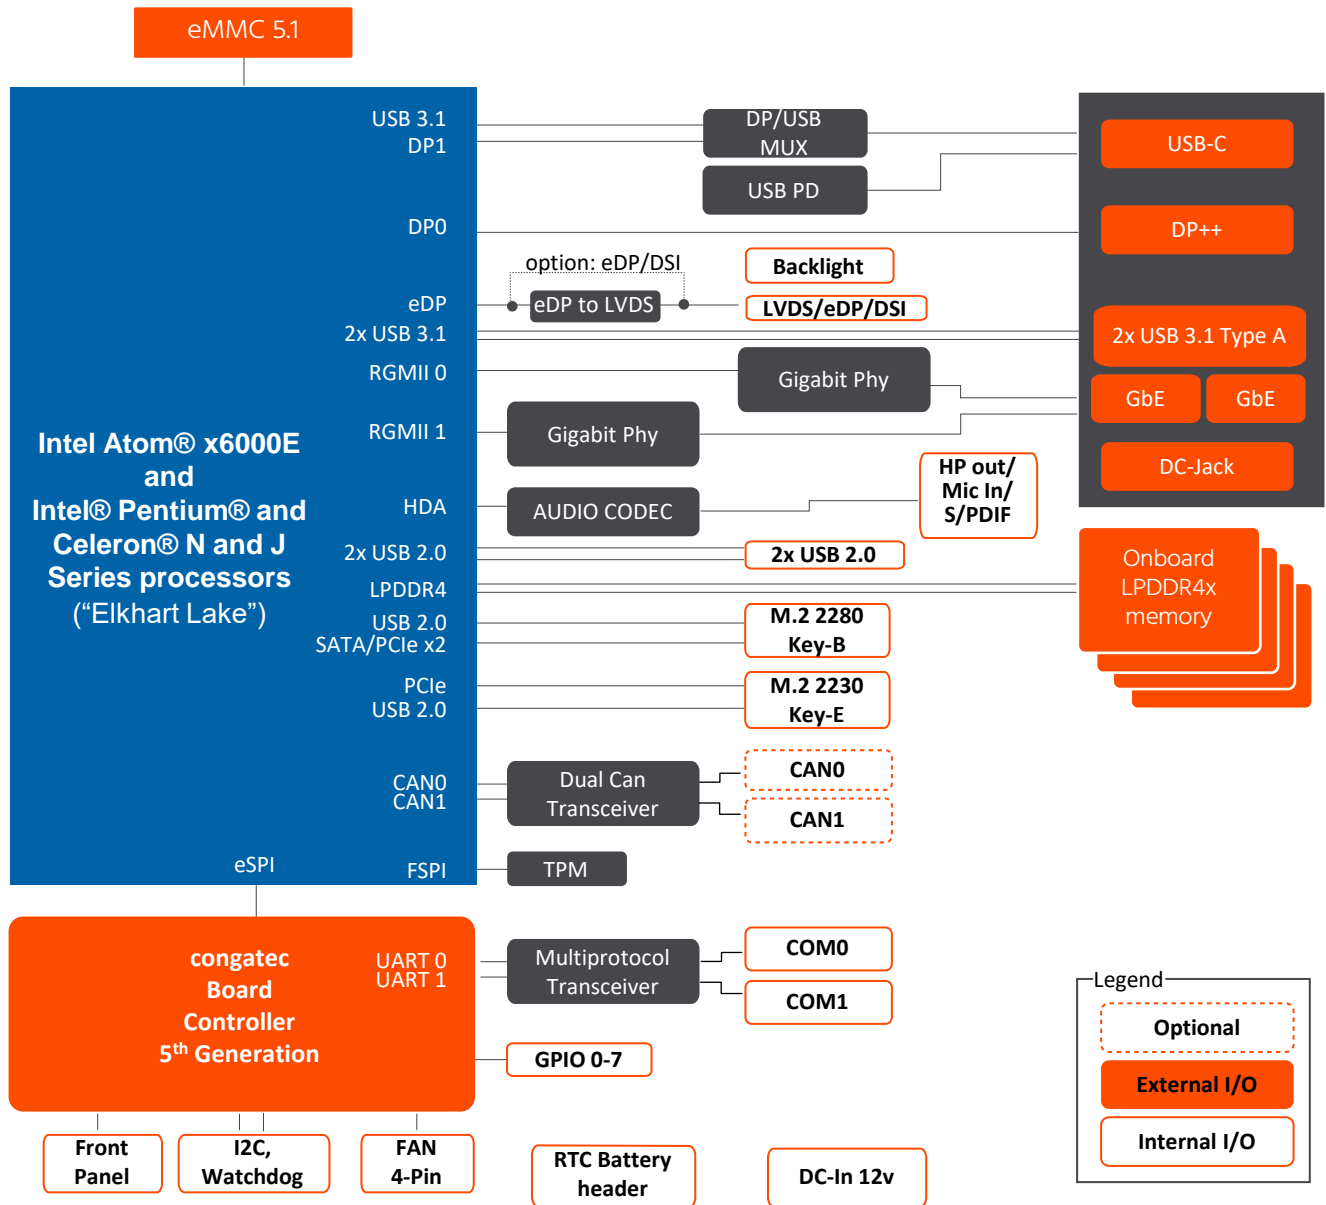 eMMC 5.1
USB 3.1
DP1
DP/USB
MUX
USB PD
USB-C
DP0
DP++
option: eDP/DSI
Backlight
eDP
eDP to LVDS
LVDS/eDP/DSI
2x USB 3.1
2x USB 3.1 Type A
RGMII 0
Gigabit Phy
GbE
GbE
RGMII 1
Gigabit Phy
DC-Jack
Intel Atom® x6000E
and
Intel® Pentium® and
Celeron® N and J
Series processors
(“Elkhart Lake”)
HDA
AUDIO CODEC
HP out/
Mic In/
S/PDIF
2x USB 2.0
2x USB 2.0
LPDDR4
Onboard
LPDDR4x
memory
USB 2.0
SATA/PCIe x2
M.2 2280
Key-B
PCIe
USB 2.0
M.2 2230
Key-E
CAN0
CAN1
Dual Can
Transceiver
CAN0
CAN1
eSPI
FSPI
TPM
congatec
Board
Controller
5th Generation
UART 0
UART 1
Multiprotocol
Transceiver
COM0
COM1
GPIO 0-7
Legend
Optional
External I/O
Internal I/O
Front
Panel
I2C,
Watchdog
FAN
4-Pin
RTC Battery
header
DC-In 12v